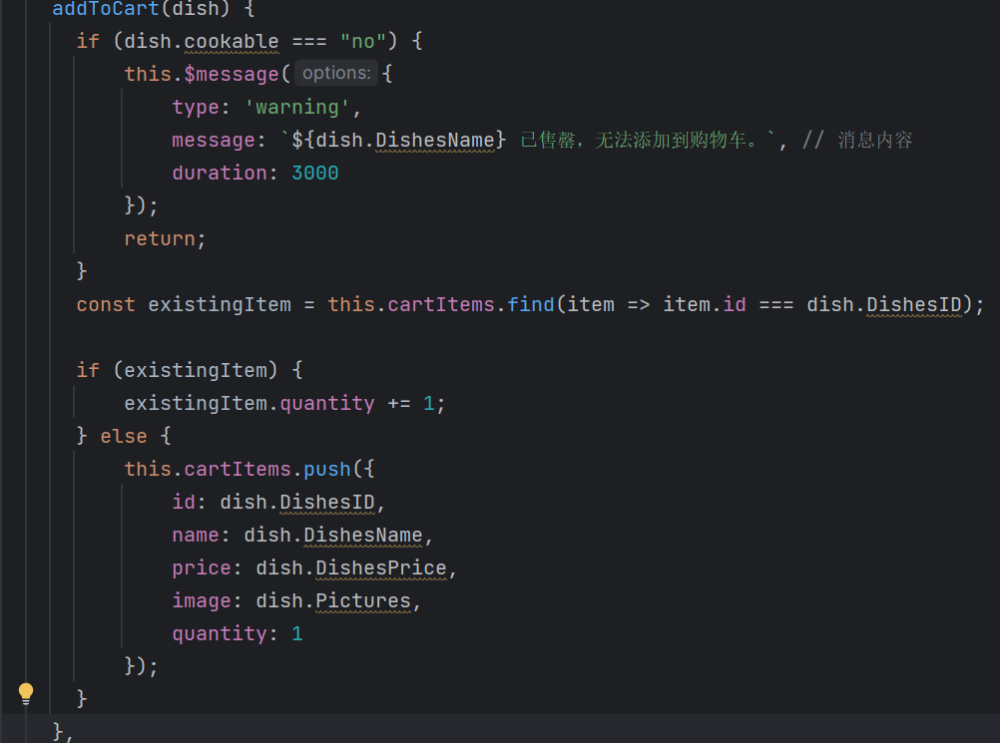 addToCart(dish) {
if (dish.cookable === "no") {
this.$message( options: {
type: 'warning',
message: `${dish.DishesName} 已售罄，无法添加到购物车。`, // 消息内容
duration: 3000
});
return;
}
const existingItem = this.cartItems.find(item => item.id === dish.DishesID);
if (existingItem) {
existingItem.quantity += 1;
} else {
this.cartItems.push({
id: dish.DishesID,
name: dish.DishesName,
price: dish.DishesPrice,
image: dish.Pictures,
quantity: 1
});
}
},